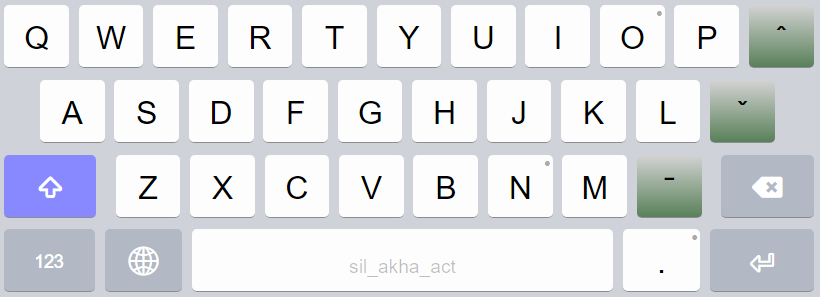 Q W E R T Y U I O P ˆ
A S D F G H J K L ˇ
Z X C V B N M ˉ
123 sil_akha_act .